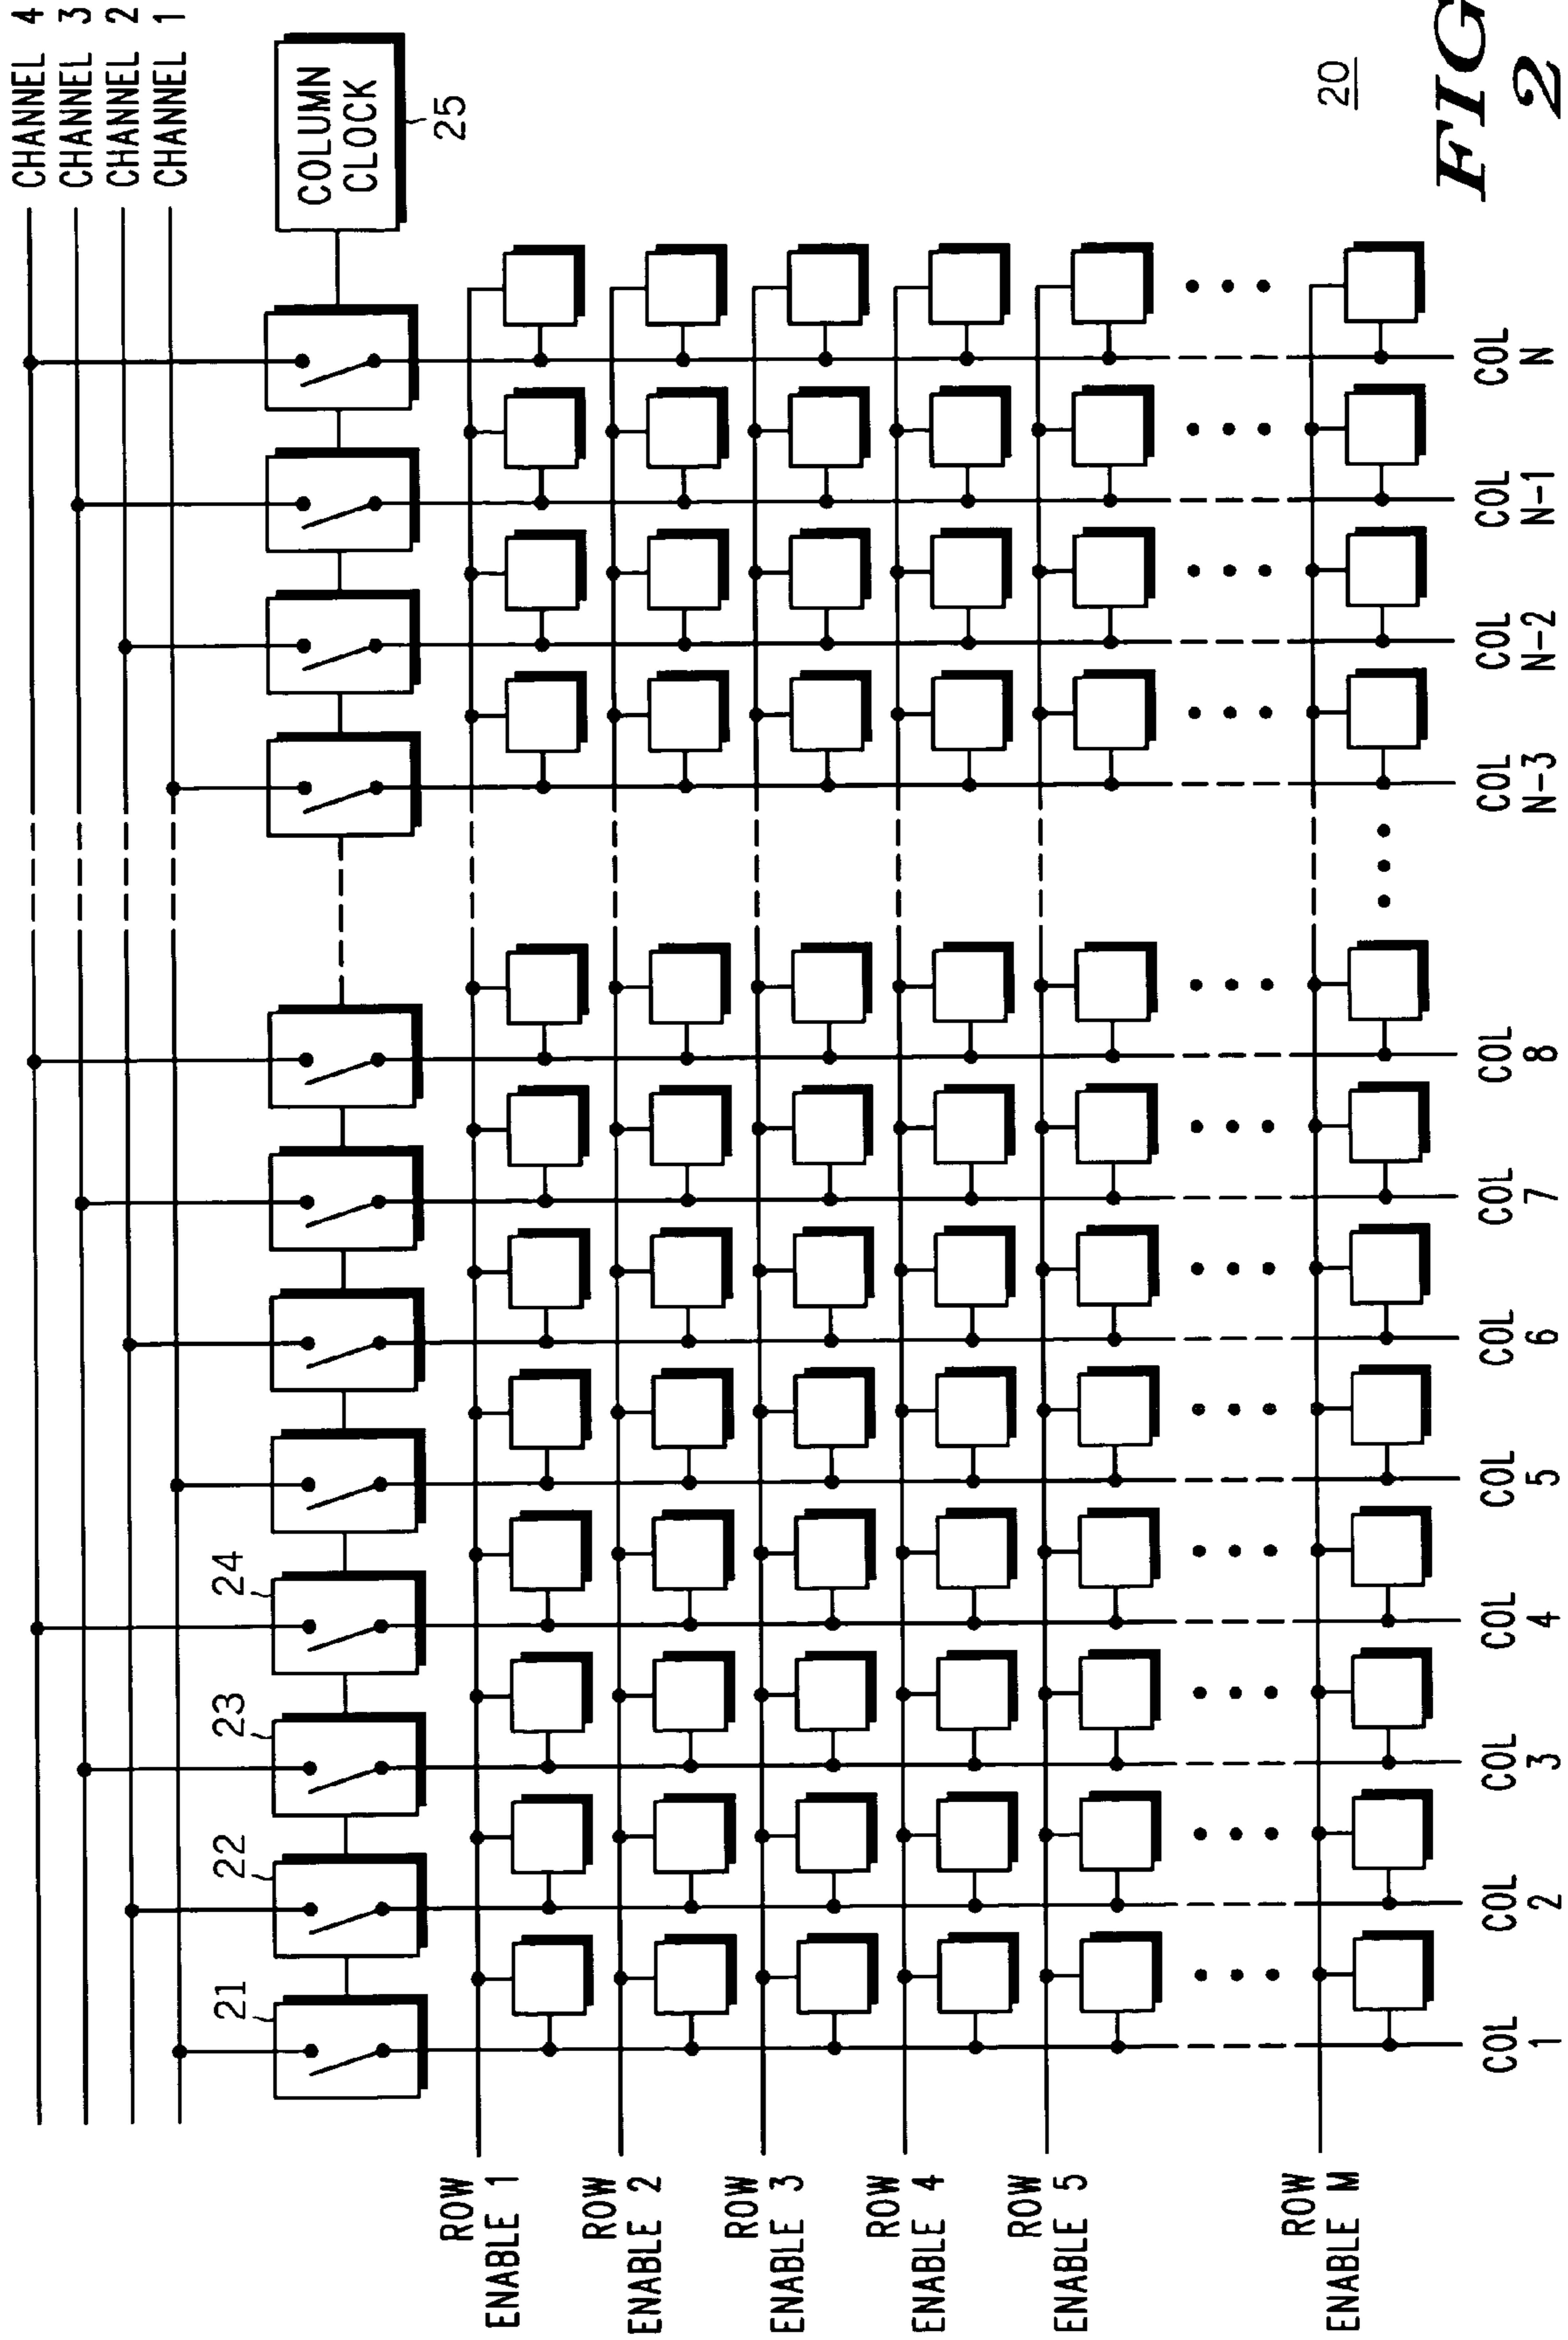 CHANNEL 4
CHANNEL 3
CHANNEL 2
CHANNEL 1
COLUMN
CLOCK
25
21
22
23
24
ROW
ENABLE 1
ROW
ENABLE 2
ROW
ENABLE 3
ROW
ENABLE 4
ROW
ENABLE 5
ROW
ENABLE M
COL
1
COL
2
COL
3
COL
4
COL
5
COL
6
COL
7
COL
8
COL
N-3
COL
N-2
COL
N-1
COL
N
20
FIG
2